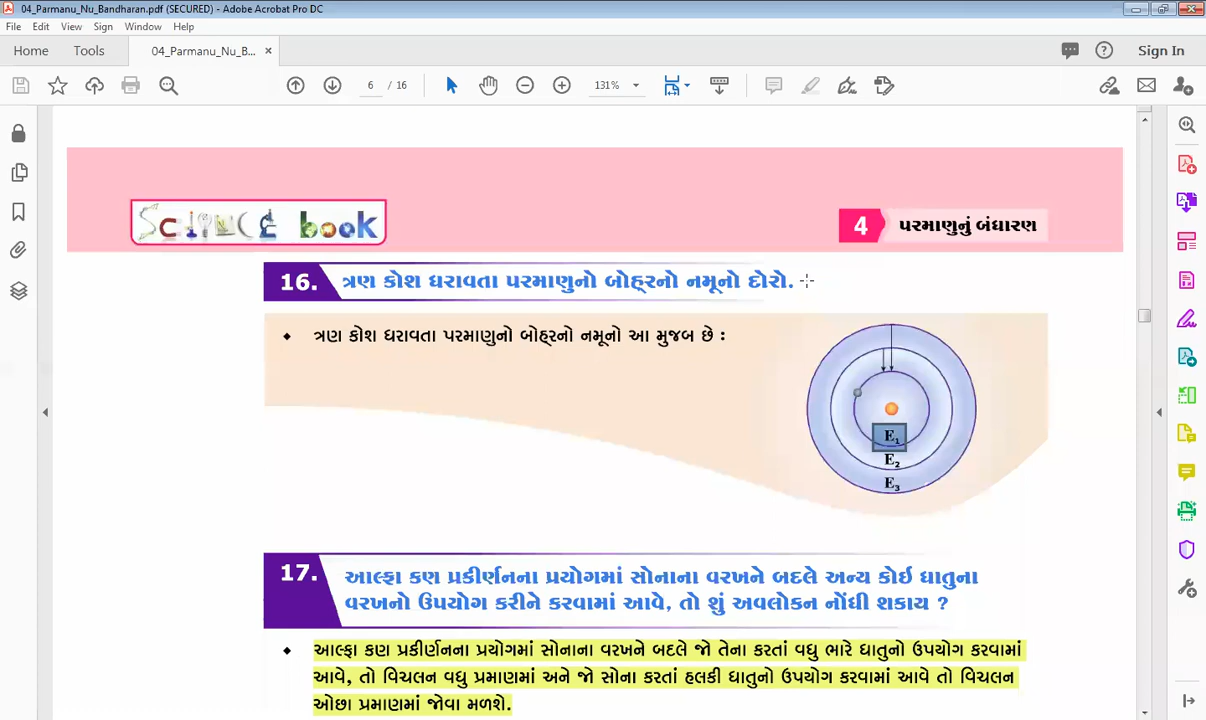 04_Parmanu_Nu_Bandharan.pdf (SECURED) - Adobe Acrobat Pro DC
File Edit View Sign Window Help
Home Tools 04_Parmanu_Nu_B... × Sign In
6 / 16 131%
Science book
4 પરમાણુનું બંધારણ
16. ત્રણ કોશ ધરાવતા પરમાણુનો બોહ્‌રનો નમૂનો દોરો.
◆ ત્રણ કોશ ધરાવતા પરમાણુનો બોહ્‌રનો નમૂનો આ મુજબ છે :
E₁
E₂
E₃
17. આલ્ફા કણ પ્રકીર્ણનના પ્રયોગમાં સોનાના વરખને બદલે અન્ય કોઇ ધાતુના
વરખનો ઉપયોગ કરીને કરવામાં આવે, તો શું અવલોકન નોંધી શકાય ?
◆ આલ્ફા કણ પ્રકીર્ણનના પ્રયોગમાં સોનાના વરખને બદલે જો તેના કરતાં વધુ ભારે ધાતુનો ઉપયોગ કરવામાં
આવે, તો વિચલન વધુ પ્રમાણમાં અને જો સોના કરતાં હલકી ધાતુનો ઉપયોગ કરવામાં આવે તો વિચલન
ઓછા પ્રમાણમાં જોવા મળશે.